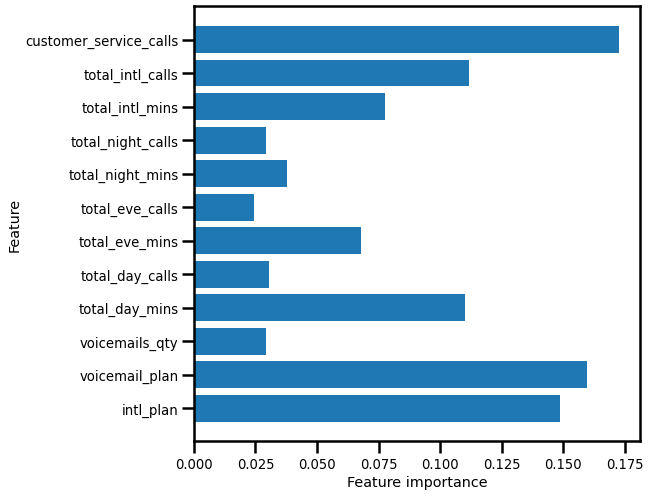 customer_service_calls
total_intl_calls
total_intl_mins
total_night_calls
total_night_mins
total_eve_calls
total_eve_mins
total_day_calls
total_day_mins
voicemails_qty
voicemail_plan
intl_plan
Feature
0.000 0.025 0.050 0.075 0.100 0.125 0.150 0.175
Feature importance